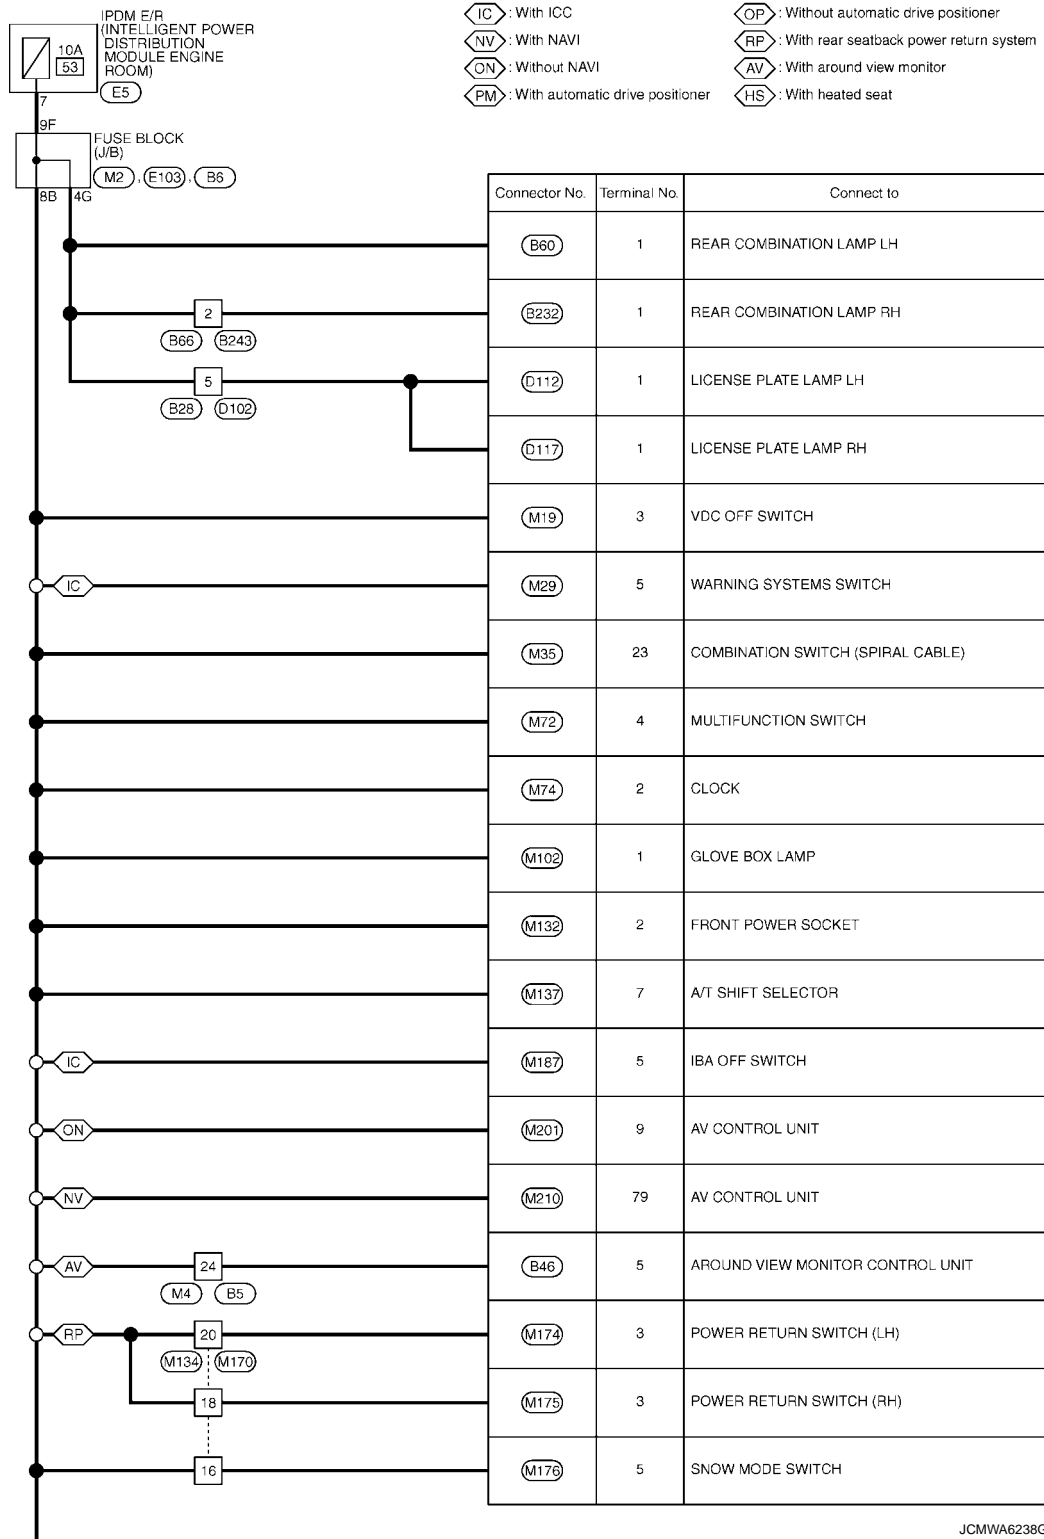 IPDM E/R
(INTELLIGENT POWER
DISTRIBUTION
MODULE ENGINE
ROOM)
10A
53
E5
7
9F
FUSE BLOCK
(J/B)
M2 , E103 , B6
8B 4G
IC : With ICC
NV : With NAVI
ON : Without NAVI
PM : With automatic drive positioner
OP : Without automatic drive positioner
RP : With rear seatback power return system
AV : With around view monitor
HS : With heated seat
Connector No. Terminal No. Connect to
B60 1 REAR COMBINATION LAMP LH
2 B232 1 REAR COMBINATION LAMP RH
B66 B243
5 D112 1 LICENSE PLATE LAMP LH
B28 D102
D117 1 LICENSE PLATE LAMP RH
M19 3 VDC OFF SWITCH
IC M29 5 WARNING SYSTEMS SWITCH
M35 23 COMBINATION SWITCH (SPIRAL CABLE)
M72 4 MULTIFUNCTION SWITCH
M74 2 CLOCK
M102 1 GLOVE BOX LAMP
M132 2 FRONT POWER SOCKET
M137 7 A/T SHIFT SELECTOR
IC M187 5 IBA OFF SWITCH
ON M201 9 AV CONTROL UNIT
NV M210 79 AV CONTROL UNIT
AV 24 B46 5 AROUND VIEW MONITOR CONTROL UNIT
M4 B5
RP 20 M174 3 POWER RETURN SWITCH (LH)
M134 M170
18 M175 3 POWER RETURN SWITCH (RH)
16 M176 5 SNOW MODE SWITCH
JCMWA6238G